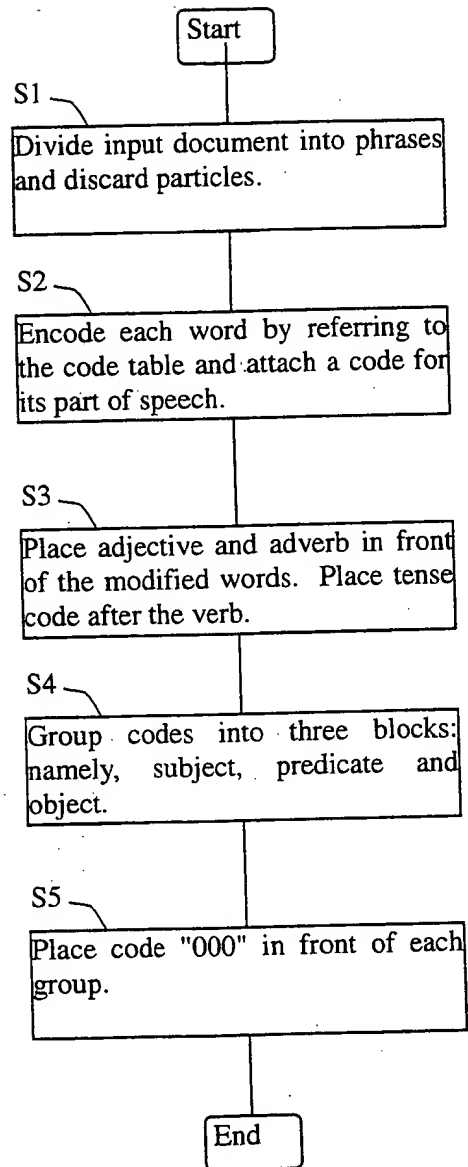 Start
S1
Divide input document into phrases
and discard particles.
S2
Encode each word by referring to
the code table and attach a code for
its part of speech.
S3
Place adjective and adverb in front
of the modified words. Place tense
code after the verb.
S4
Group codes into three blocks:
namely, subject, predicate and
object.
S5
Place code "000" in front of each
group.
End